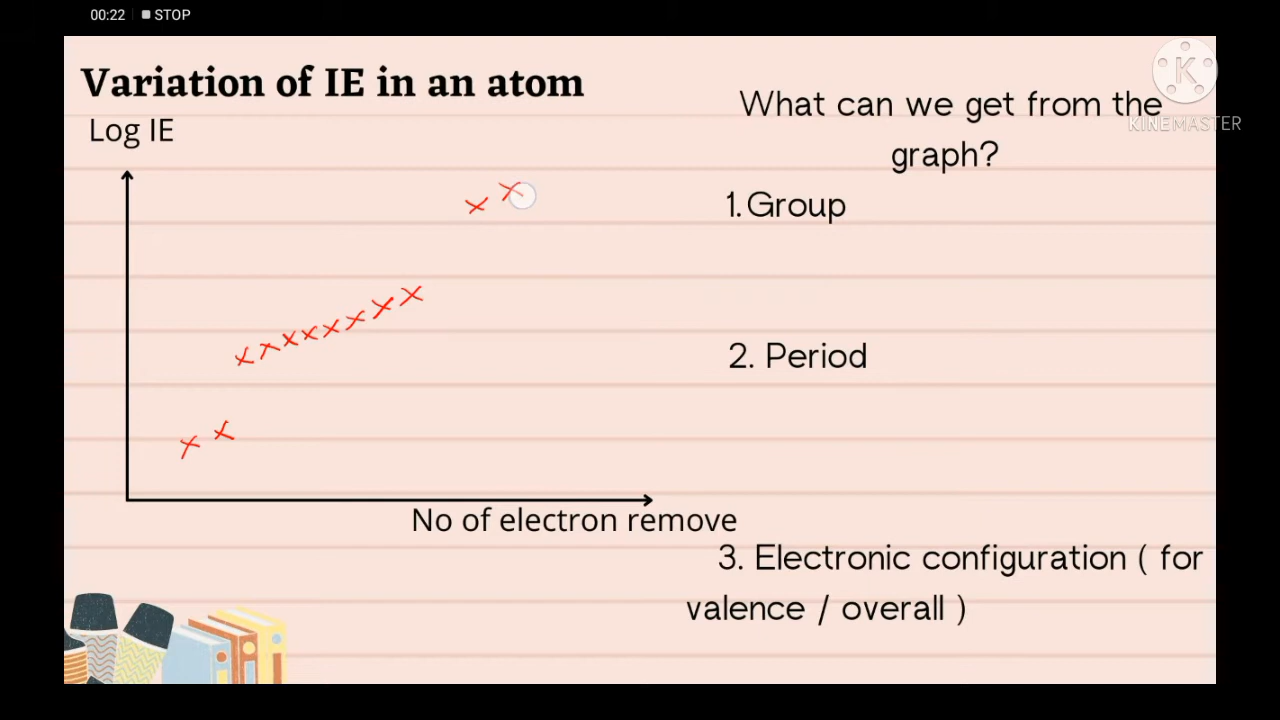 00:22 STOP
Variation of IE in an atom
Log IE
What can we get from the
graph?
KINEMASTER
1. Group
2. Period
No of electron remove
3. Electronic configuration ( for
valence / overall )